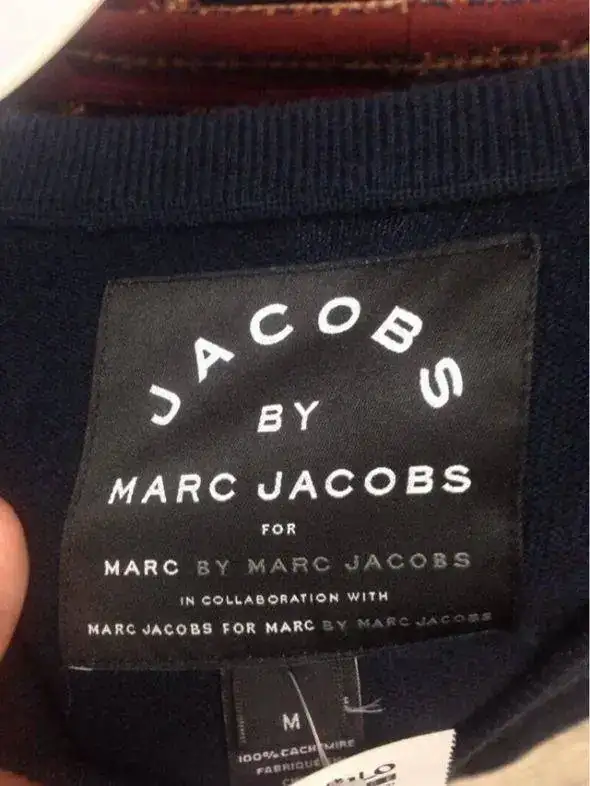 JACOBS
BY
MARC JACOBS
FOR
MARC BY MARC JACOBS
IN COLLABORATION WITH
MARC JACOBS FOR MARC BY MARC JACOBS
M
100% CACHEMIRE